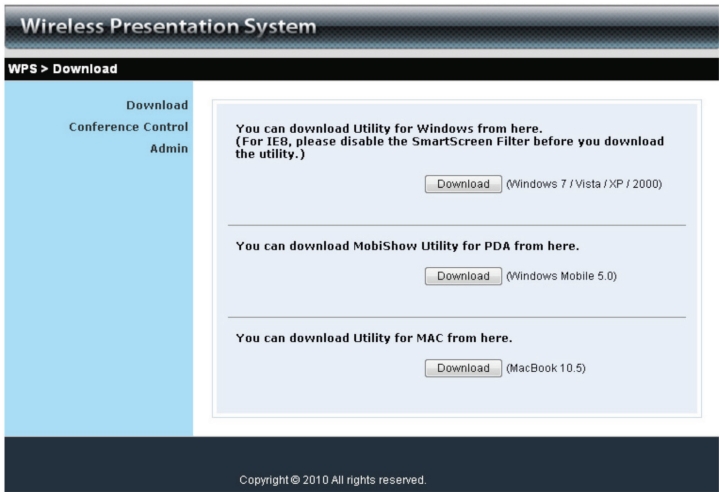 Wireless Presentation System
WPS > Download
Download
Conference Control
Admin
You can download Utility for Windows from here.
(For IE8, please disable the SmartScreen Filter before you download
the utility.)
Download (Windows 7 / Vista / XP / 2000)
You can download MobiShow Utility for PDA from here.
Download (Windows Mobile 5.0)
You can download Utility for MAC from here.
Download (MacBook 10.5)
Copyright © 2010 All rights reserved.